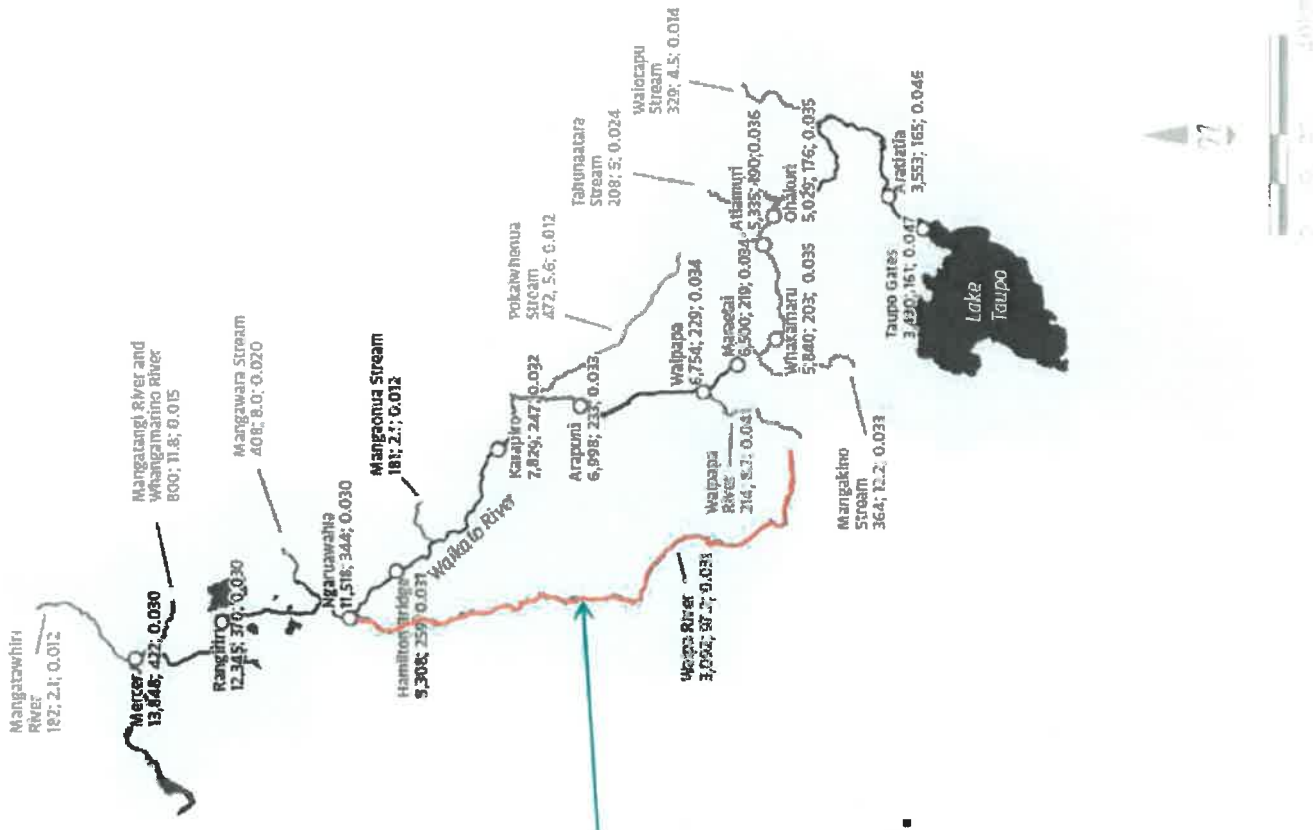 Mangatawhiri
River
182; 2.1; 0.012
Mercer
13,848; 422; 0.030
Mangatangi River and
Whangamarino River
800; 11.8; 0.015
Rangiriri
12,345; 370; 0.030
Mangawara Stream
408; 8.0; 0.020
Ngaruawahia
11,518; 344; 0.030
Hamilton Bridge
8,308; 259; 0.031
Mangaonua Stream
181; 2.1; 0.012
Waikato River
Karapiro
7,829; 247; 0.032
Pokaiwhenua
Stream
472, 5.6; 0.012
Arapuni
6,998; 233; 0.033
Waipapa
6,754; 229; 0.034
Tahunaatara
Stream
208; 5; 0.024
Waiotapu
Stream
329; 4.5; 0.014
Maraetai
6,500; 219; 0.034
Atiamuri
5,335; 190; 0.036
Ohakuri
5,029; 176; 0.035
Whakamaru
5,840; 203; 0.035
Waipapa
River
214;
Mangakino
Stream
364; 12.2; 0.033
Waipa River
3,092;
Aratiatia
3,553; 165; 0.046
Taupo Gates
161; 0.047
Lake
Taupo